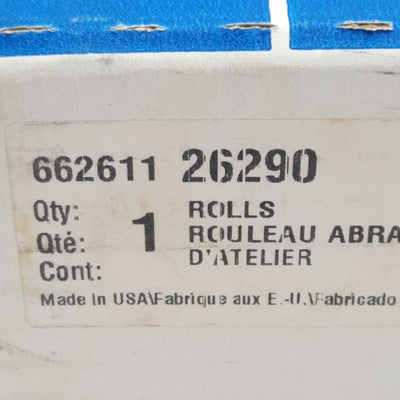 662611 26290
Qty: ROLLS
Qté: 1 ROULEAU ABRA
Cont: D'ATELIER
Made in USA\Fabrique aux E.-U.\Fabricado